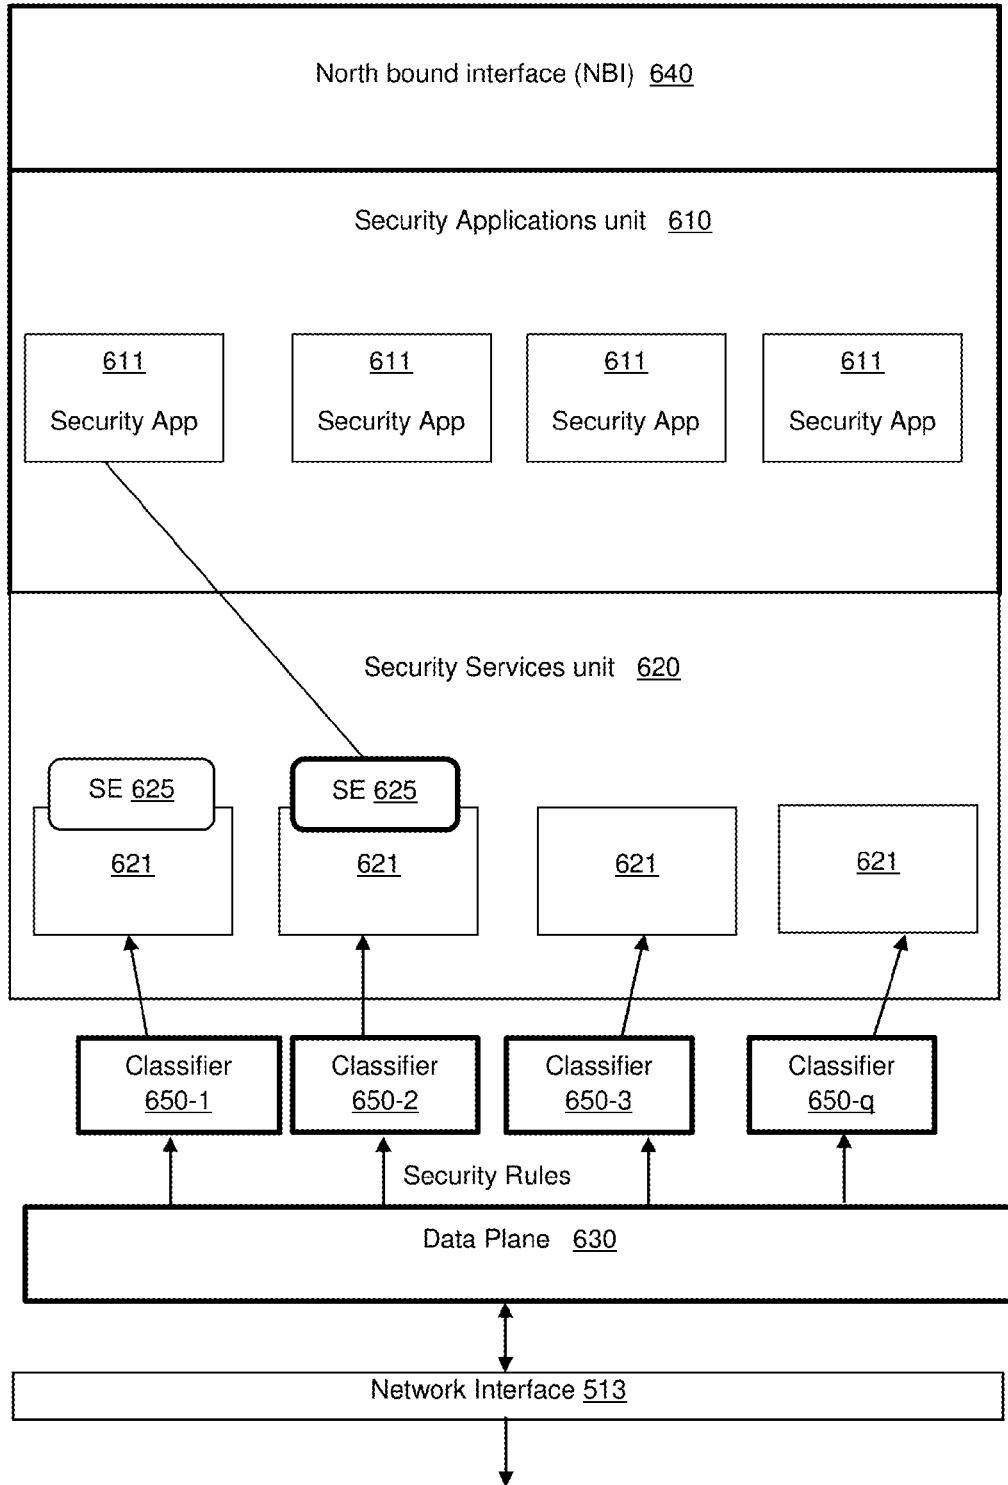 North bound interface (NBI) 640
Security Applications unit 610
611
Security App
611
Security App
611
Security App
611
Security App
Security Services unit 620
SE 625
621
SE 625
621
621
621
Classifier
650-1
Classifier
650-2
Classifier
650-3
Classifier
650-q
Security Rules
Data Plane 630
Network Interface 513